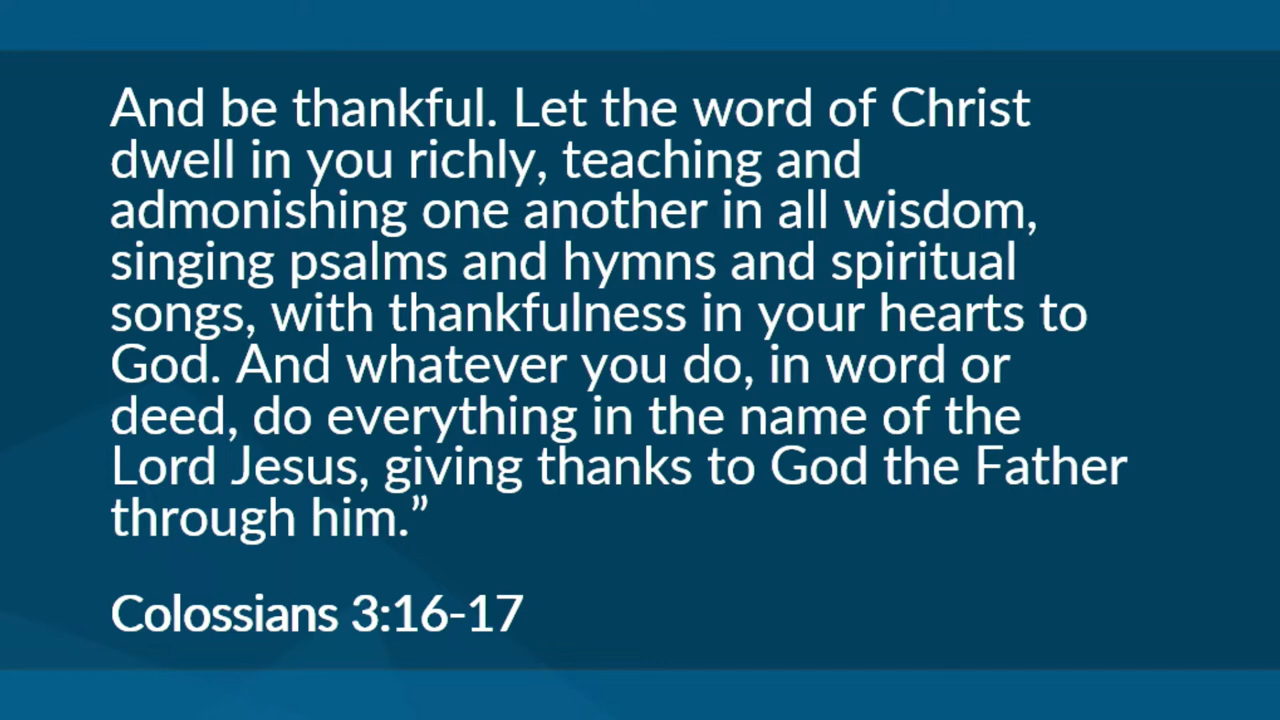 And be thankful. Let the word of Christ
dwell in you richly, teaching and
admonishing one another in all wisdom,
singing psalms and hymns and spiritual
songs, with thankfulness in your hearts to
God. And whatever you do, in word or
deed, do everything in the name of the
Lord Jesus, giving thanks to God the Father
through him.”
Colossians 3:16-17